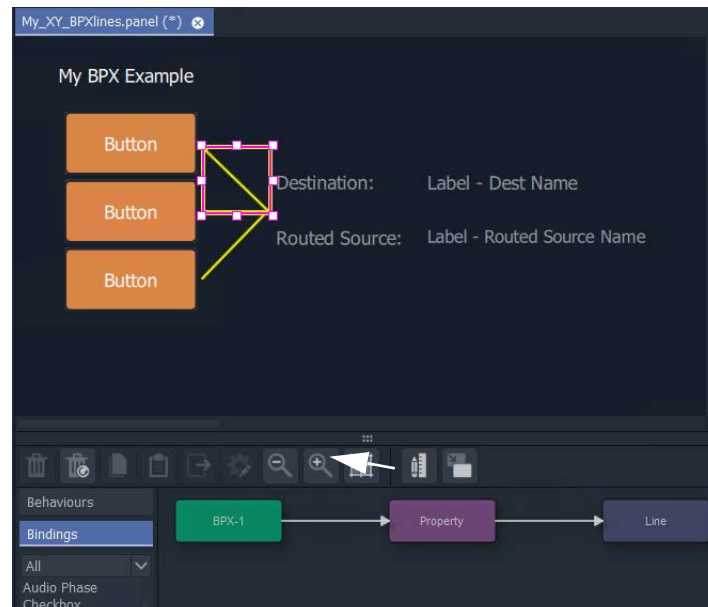 My_XY_BPXlines.panel (*)
My BPX Example
Button
Button
Button
Destination: Label - Dest Name
Routed Source: Label - Routed Source Name
Behaviours
Bindings
All
Audio Phase
Checkbox
BPX-1
Property
Line